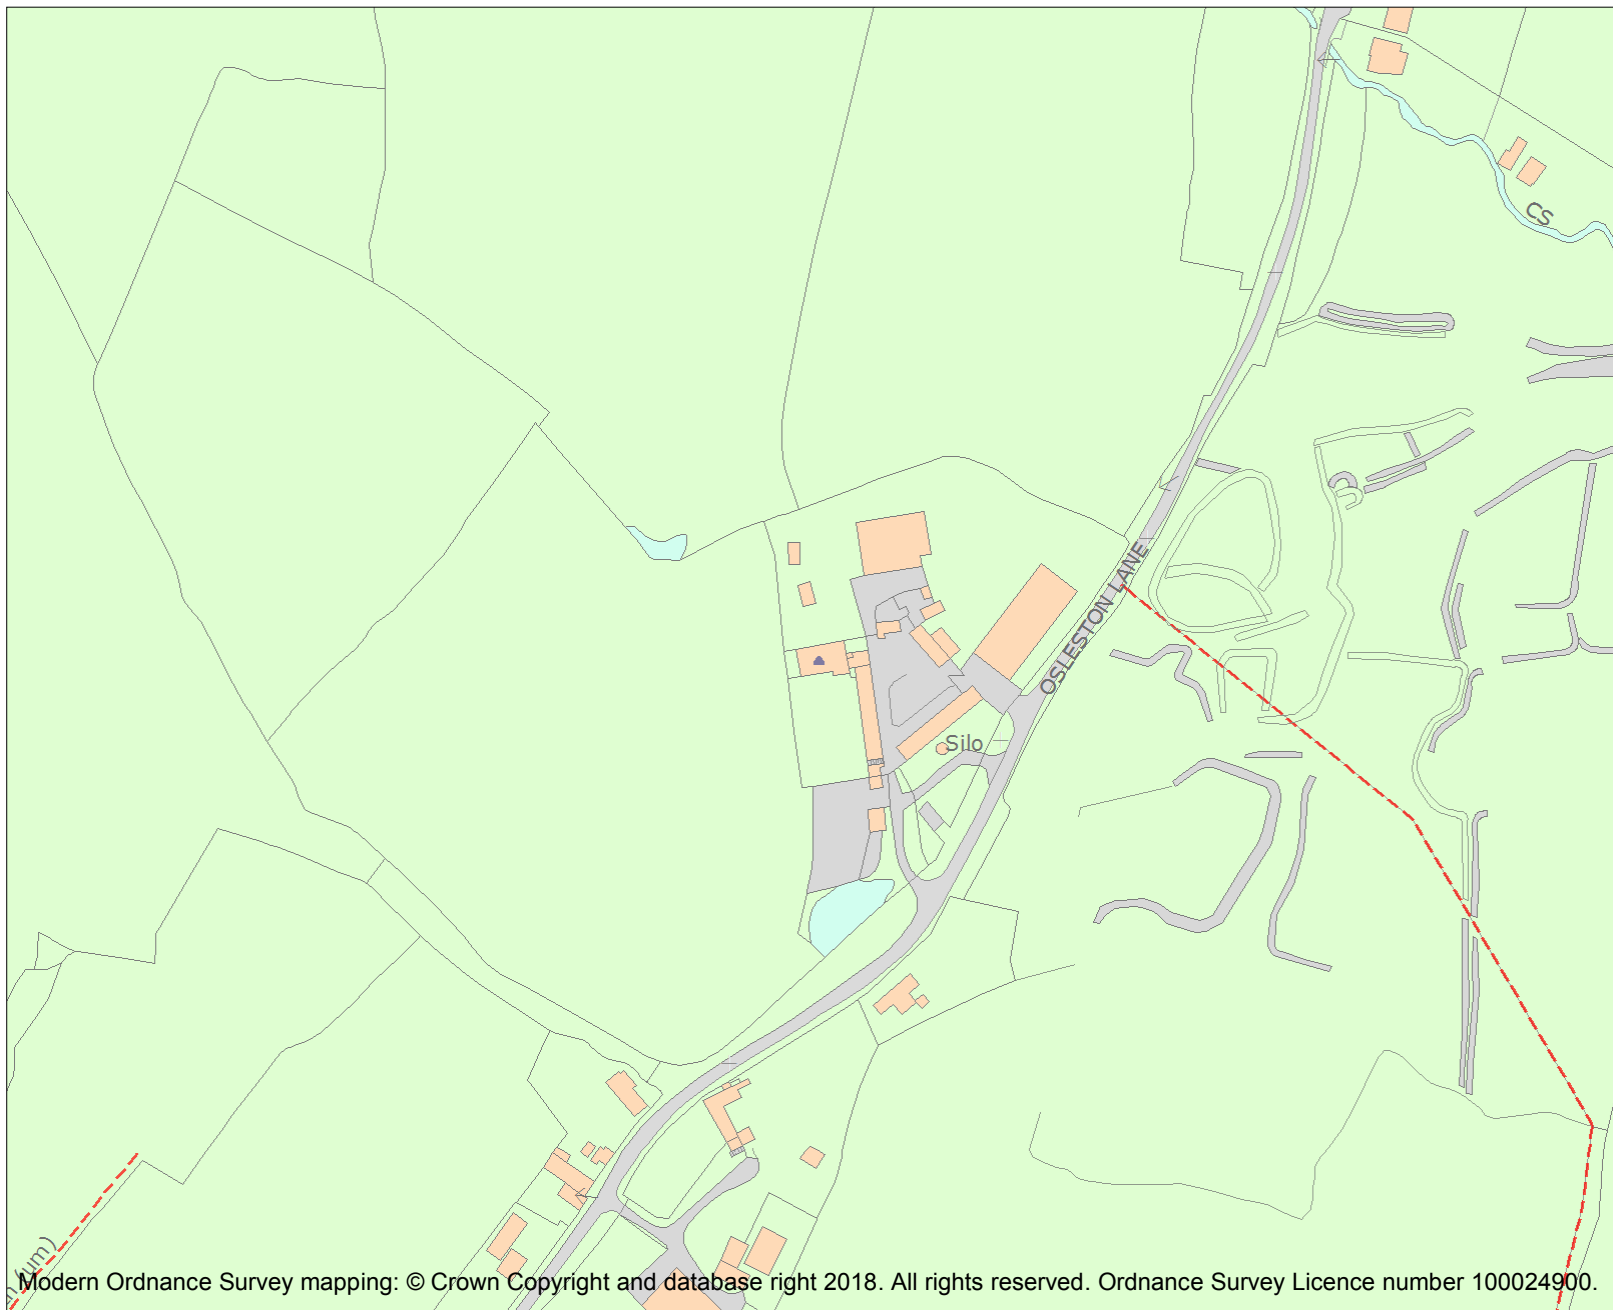 CS
OSLESTON LANE
Silo
(um)
Modern Ordnance Survey mapping: © Crown Copyright and database right 2018. All rights reserved. Ordnance Survey Licence number 100024900.